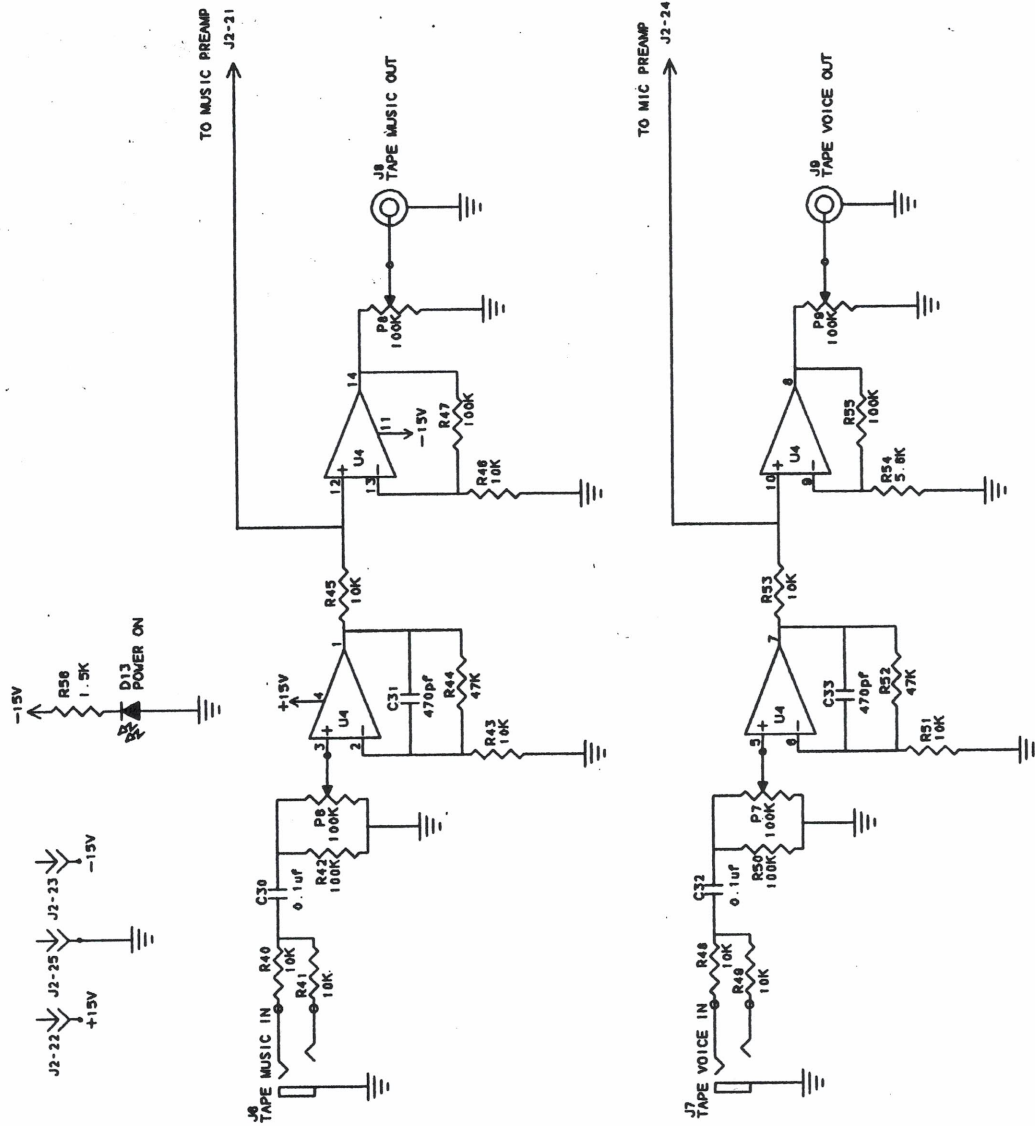 J2-22
+15V
J2-25
J2-23
-15V
-15V
R56
1.5K
D13
POWER ON
J6
TAPE MUSIC IN
R40
10K
R41
10K
C30
0.1uf
R42
100K
P6
100K
3
+
2
-
U4
4
+15V
1
C31
470pf
R44
47K
R43
10K
R45
10K
TO MUSIC PREAMP
J2-21
12
+
13
-
U4
14
11
-15V
R47
100K
R46
10K
P8
100K
J8
TAPE MUSIC OUT
J7
TAPE VOICE IN
R48
10K
R49
10K
C32
0.1uf
R50
100K
P7
100K
5
+
6
-
U4
7
C33
470pf
R52
47K
R51
10K
R53
10K
TO MIC PREAMP
J2-24
10
+
9
-
U4
8
R55
100K
R54
5.6K
P9
100K
J9
TAPE VOICE OUT